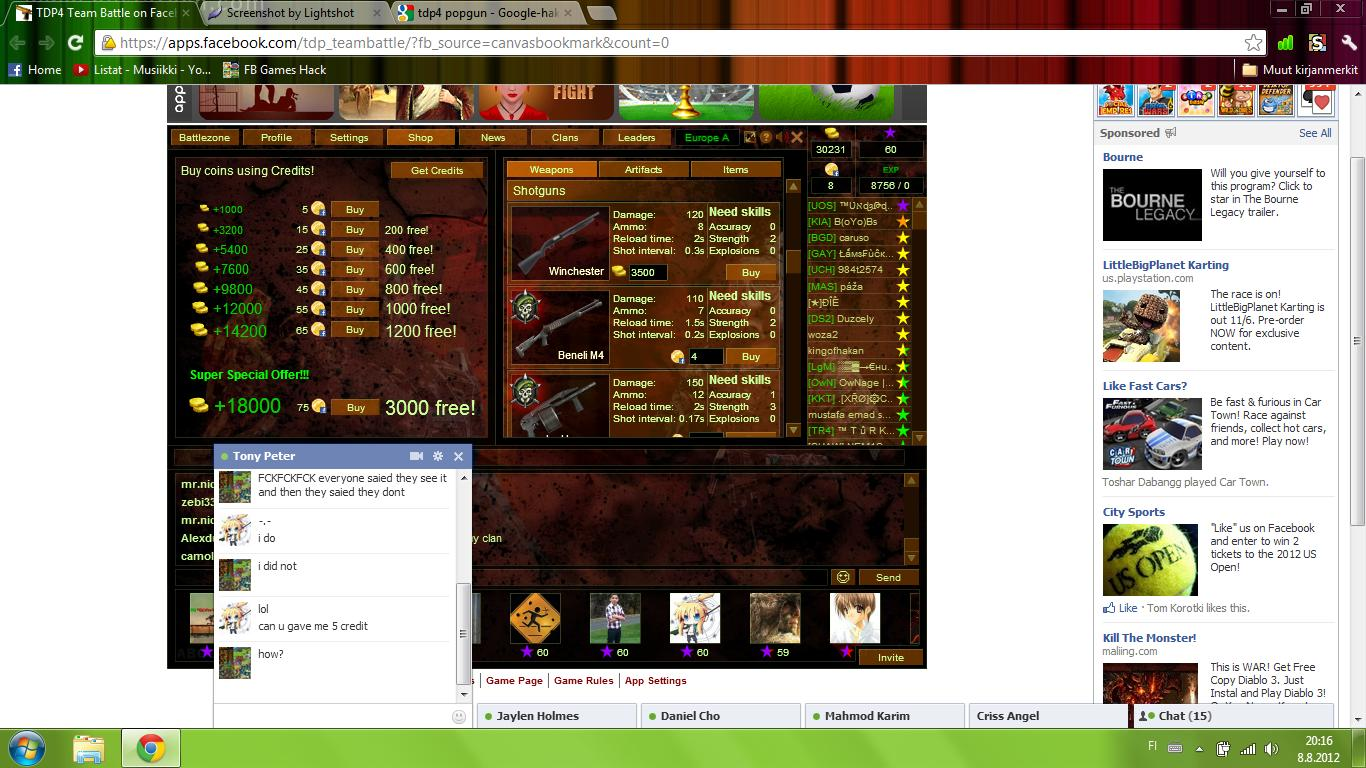 TDP4 Team Battle on Facel
Screenshot by Lightshot
tdp4 popgun - Google-hak
https://apps.facebook.com/tdp_teambattle/?fb_source=canvasbookmark&count=0
Home
Listat - Musiikki - Yo...
FB Games Hack
Muut kirjanmerkit
app
FIGHT
Battlezone
Profile
Settings
Shop
News
Clans
Leaders
Europe A
30231
60
8
EXP
8756 / 0
Buy coins using Credits!
Get Credits
+1000 5 Buy
+3200 15 Buy 200 free!
+5400 25 Buy 400 free!
+7600 35 Buy 600 free!
+9800 45 Buy 800 free!
+12000 55 Buy 1000 free!
+14200 65 Buy 1200 free!
Super Special Offer!!!
+18000 75 Buy 3000 free!
Weapons
Artifacts
Items
Shotguns
Damage: 120 Need skills
Ammo: 8 Accuracy 0
Reload time: 2s Strength 2
Shot interval: 0.3s Explosions 0
Winchester 3500 Buy
Damage: 110 Need skills
Ammo: 7 Accuracy 0
Reload time: 1.5s Strength 2
Shot interval: 0.2s Explosions 0
Beneli M4 4 Buy
Damage: 150 Need skills
Ammo: 12 Accuracy 1
Reload time: 2s Strength 3
Shot interval: 0.17s Explosions 0
[UOS]
[KIA] B(oYo)Bs
[BGD] caruso
[GAY]
[UCH] 984t2574
[MAS] páža
[★]ĐÎÊ
[DS2] Duzcely
woza2
kingofhakan
[LgM]
[OwN] OwNage |...
[KKT]
mustafa emad s...
[TR4] ™ T û R K...
mr.nic
zebi33
mr.nic
Alexdr
camol
y clan
Send
60
60
60
59
Invite
Game Page
Game Rules
App Settings
Tony Peter
FCKFCKFCK everyone saied they see it
and then they saied they dont
-,-
i do
i did not
lol
can u gave me 5 credit
how?
Jaylen Holmes
Daniel Cho
Mahmod Karim
Criss Angel
Chat (15)
Sponsored
See All
Bourne
THE
BOURNE
LEGACY
Will you give yourself to
this program? Click to
star in The Bourne
Legacy trailer.
LittleBigPlanet Karting
us.playstation.com
The race is on!
LittleBigPlanet Karting is
out 11/6. Pre-order
NOW for exclusive
content.
Like Fast Cars?
Be fast & furious in Car
Town! Race against
friends, collect hot cars,
and more! Play now!
FAST & FURIOUS
CAR TOWN
Toshar Dabangg played Car Town.
City Sports
US OPEN
"Like" us on Facebook
and enter to win 2
tickets to the 2012 US
Open!
Like · Tom Korotki likes this.
Kill The Monster!
maliing.com
This is WAR! Get Free
Copy Diablo 3. Just
Instal and Play Diablo 3!
FI
20:16
8.8.2012